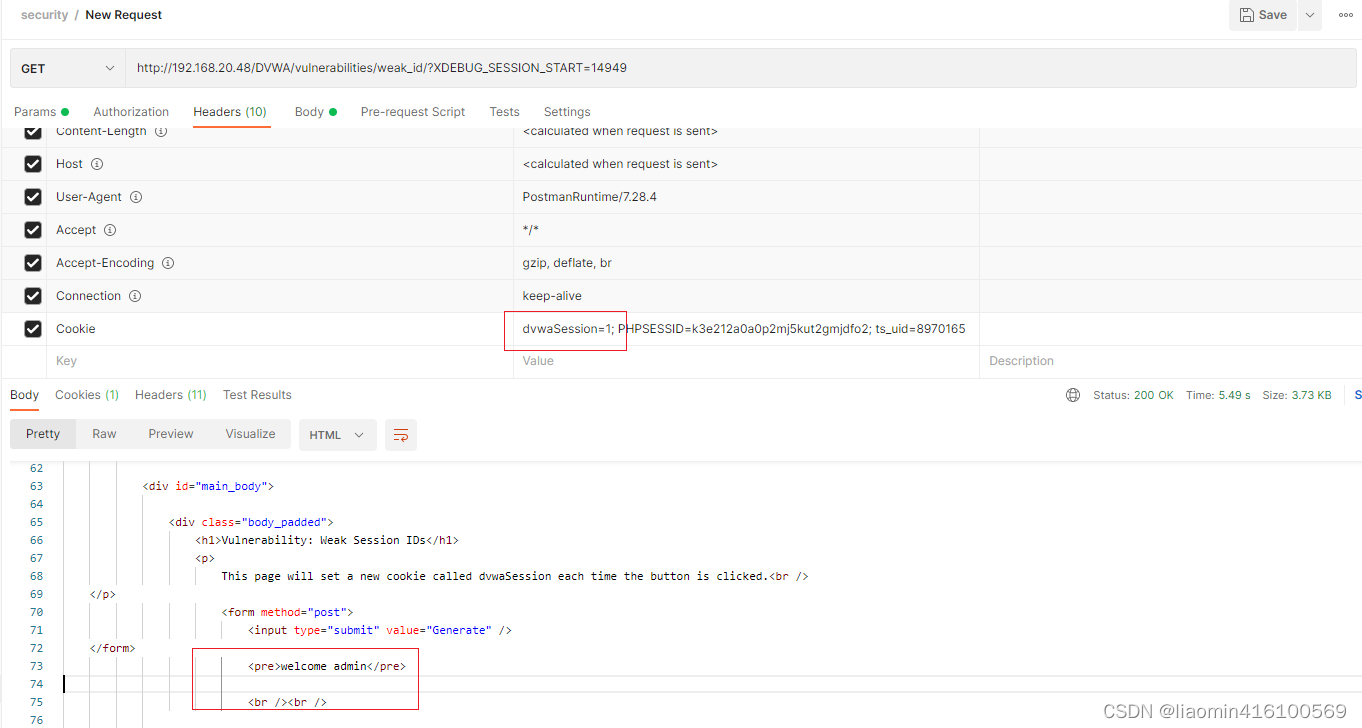 security / New Request Save
GET http://192.168.20.48/DVWA/vulnerabilities/weak_id/?XDEBUG_SESSION_START=14949
Params Authorization Headers (10) Body Pre-request Script Tests Settings
Content-Length <calculated when request is sent>
Host <calculated when request is sent>
User-Agent PostmanRuntime/7.28.4
Accept */*
Accept-Encoding gzip, deflate, br
Connection keep-alive
Cookie dvwaSession=1; PHPSESSID=k3e212a0a0p2mj5kut2gmjdfo2; ts_uid=8970165
Key Value Description
Body Cookies (1) Headers (11) Test Results Status: 200 OK Time: 5.49 s Size: 3.73 KB S
Pretty Raw Preview Visualize HTML
62
63 <div id="main_body">
64
65 <div class="body_padded">
66 <h1>Vulnerability: Weak Session IDs</h1>
67 <p>
68 This page will set a new cookie called dvwaSession each time the button is clicked.<br />
69 </p>
70 <form method="post">
71 <input type="submit" value="Generate" />
72 </form>
73 <pre>welcome admin</pre>
74
75 <br /><br />
76
CSDN @liaomin416100569